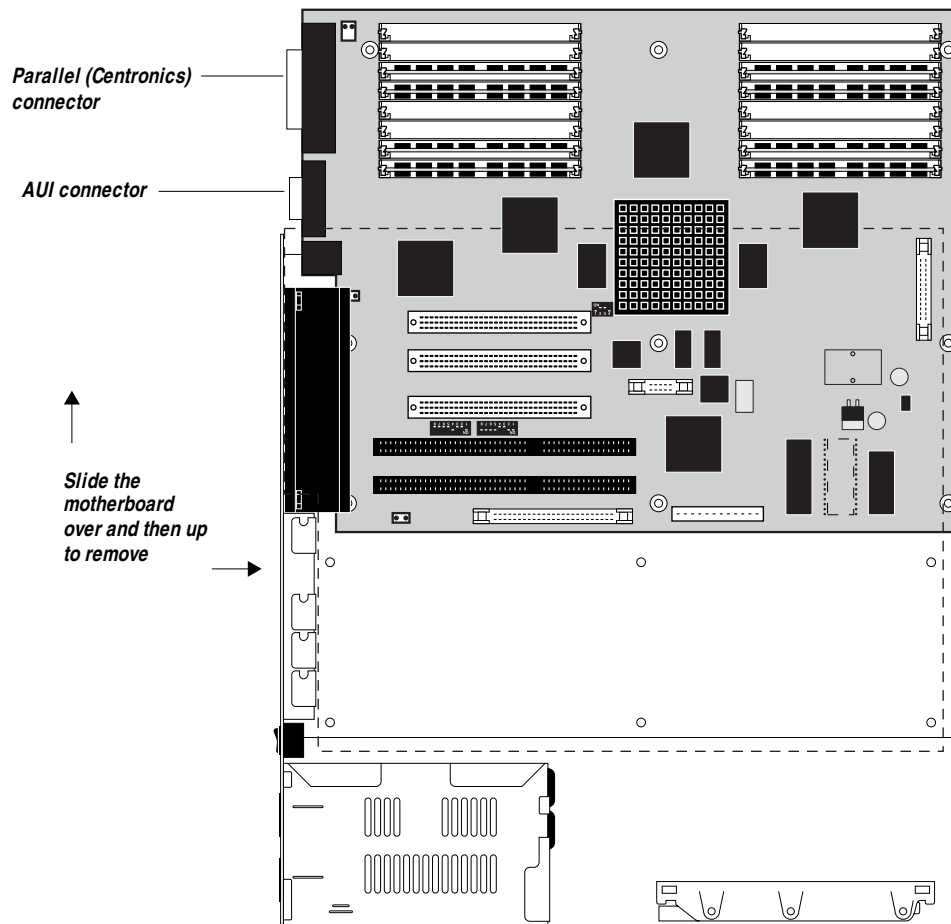 Parallel (Centronics)
connector
AUI connector
Slide the
motherboard
over and then up
to remove